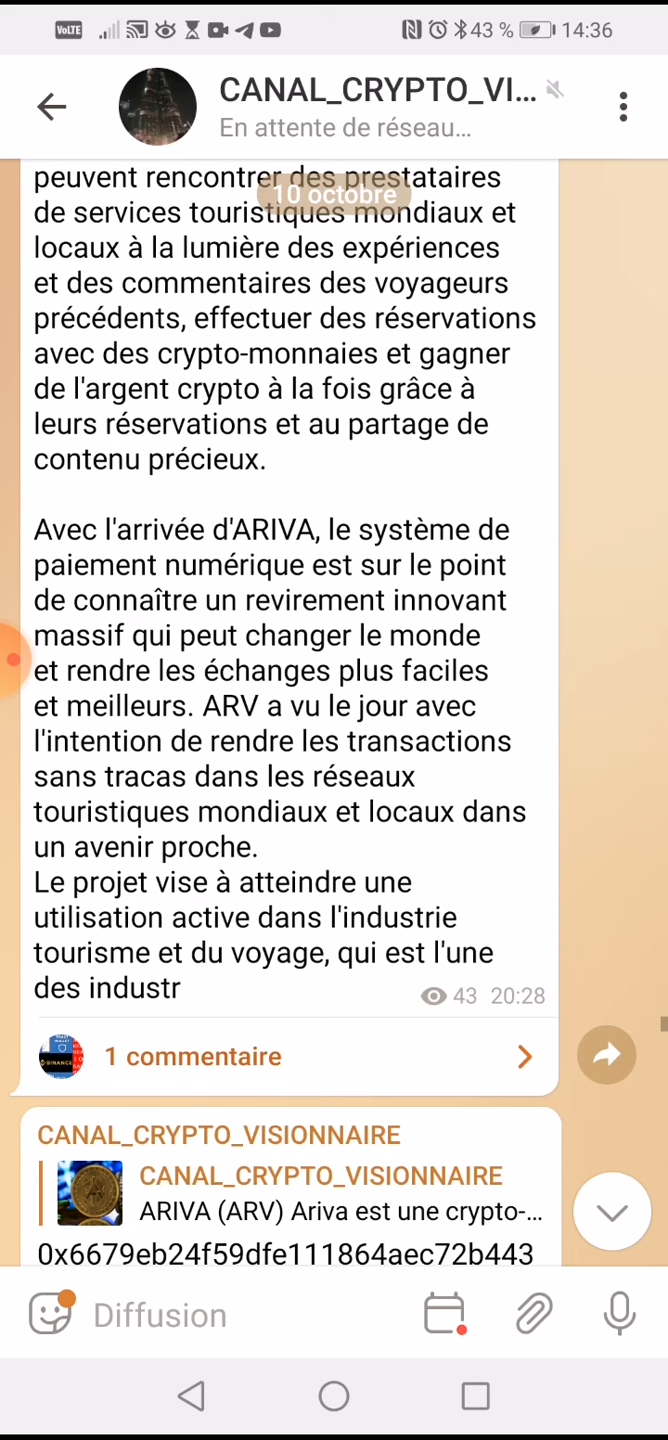 VoLTE 43 % 14:36
CANAL_CRYPTO_VI...
En attente de réseau...
10 octobre
peuvent rencontrer des prestataires
de services touristiques mondiaux et
locaux à la lumière des expériences
et des commentaires des voyageurs
précédents, effectuer des réservations
avec des crypto-monnaies et gagner
de l'argent crypto à la fois grâce à
leurs réservations et au partage de
contenu précieux.
Avec l'arrivée d'ARIVA, le système de
paiement numérique est sur le point
de connaître un revirement innovant
massif qui peut changer le monde
et rendre les échanges plus faciles
et meilleurs. ARV a vu le jour avec
l'intention de rendre les transactions
sans tracas dans les réseaux
touristiques mondiaux et locaux dans
un avenir proche.
Le projet vise à atteindre une
utilisation active dans l'industrie
tourisme et du voyage, qui est l'une
des industr
43 20:28
BINANCE
1 commentaire
CANAL_CRYPTO_VISIONNAIRE
CANAL_CRYPTO_VISIONNAIRE
ARIVA (ARV) Ariva est une crypto-...
0x6679eb24f59dfe111864aec72b443
Diffusion